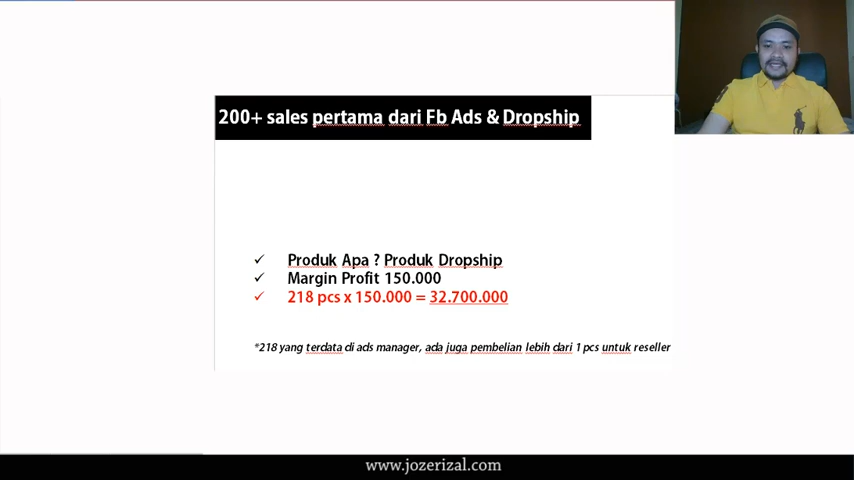 200+ sales pertama dari Fb Ads & Dropship
✓ Produk Apa ? Produk Dropship
✓ Margin Profit 150.000
✓ 218 pcs x 150.000 = 32.700.000
*218 yang terdata di ads manager, ada juga pembelian lebih dari 1 pcs untuk reseller
www.jozerizal.com